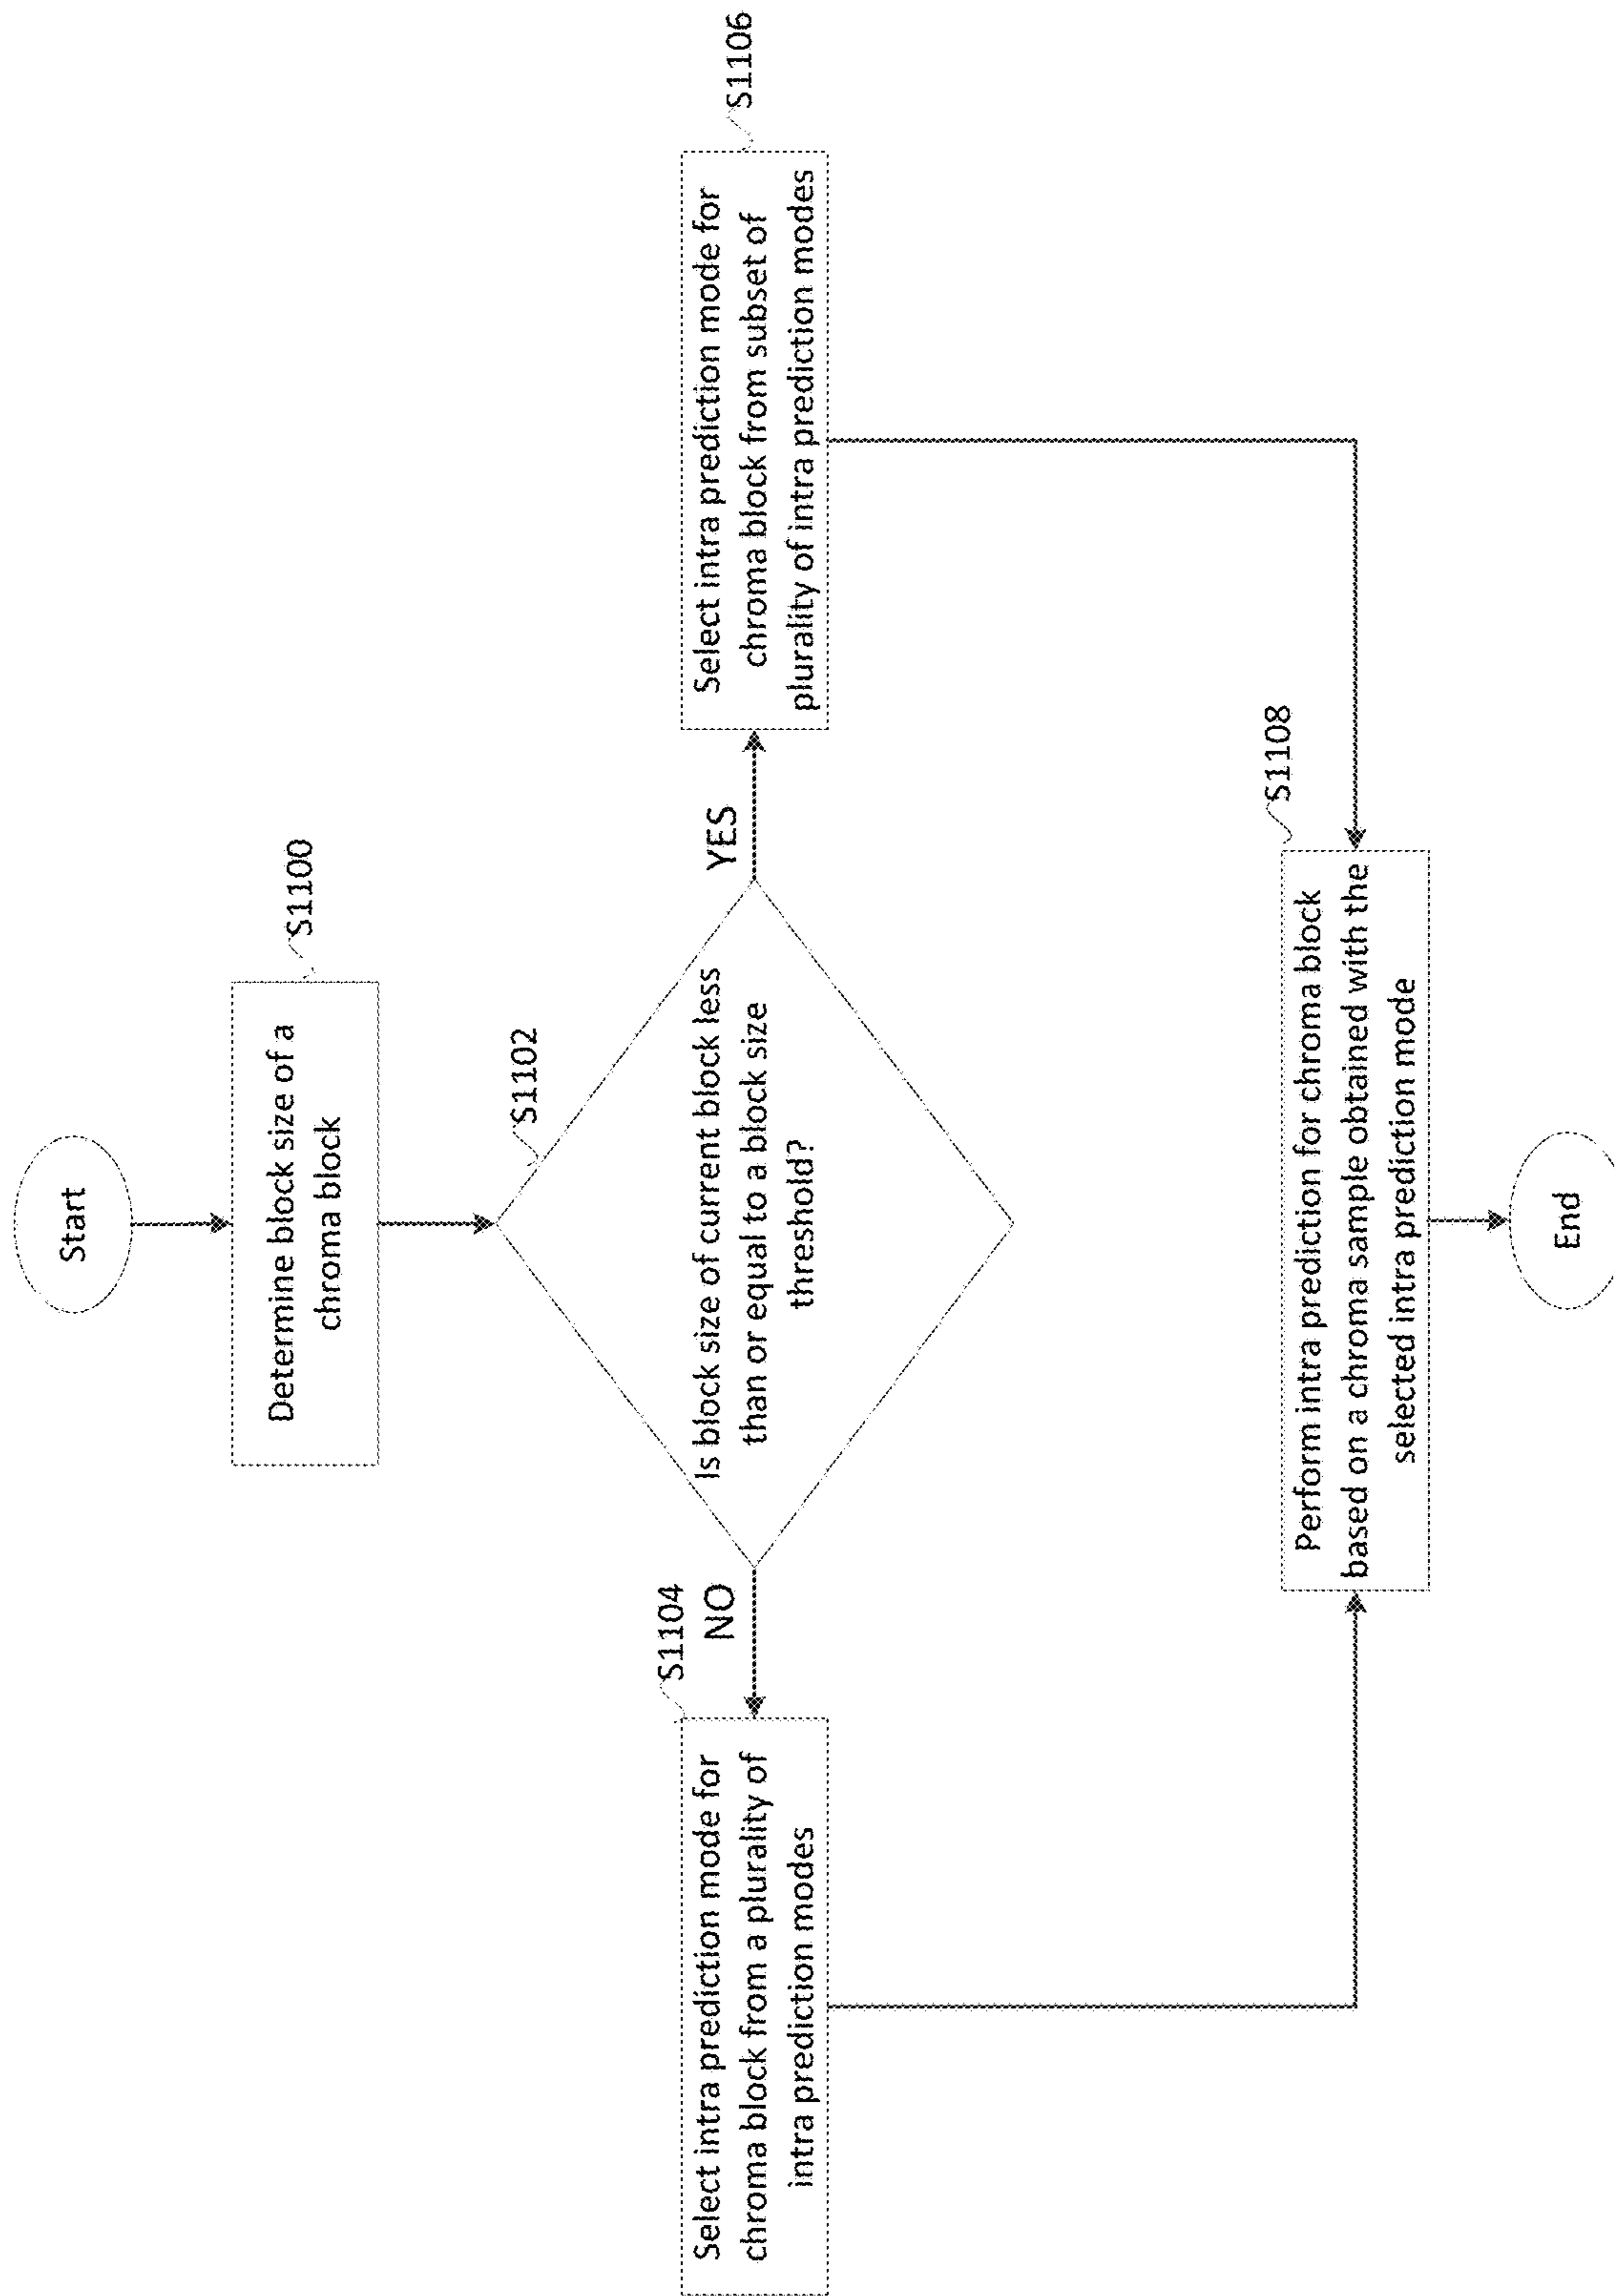 Start
S1100
Determine block size of a
chroma block
S1102
Is block size of current block less
than or equal to a block size
threshold?
NO
YES
S1104
Select intra prediction mode for
chroma block from a plurality of
intra prediction modes
S1106
Select intra prediction mode for
chroma block from subset of
plurality of intra prediction modes
S1108
Perform intra prediction for chroma block
based on a chroma sample obtained with the
selected intra prediction mode
End